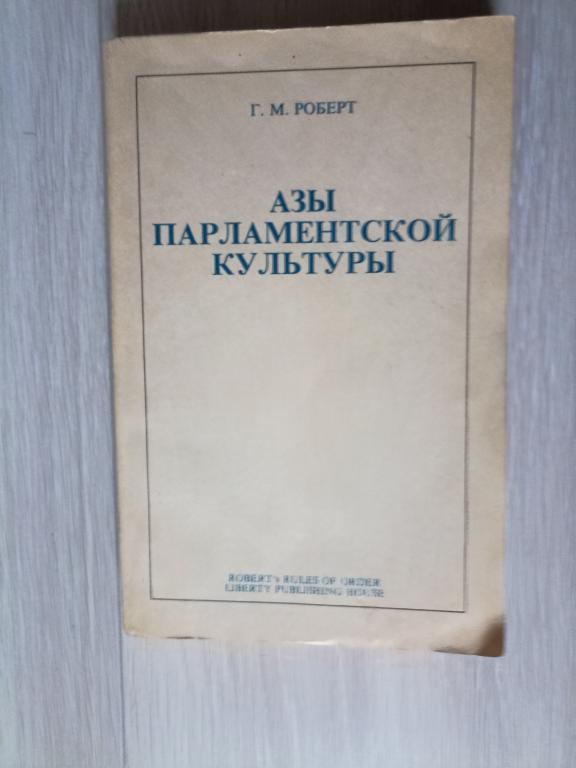 Г. М. РОБЕРТ
АЗЫ
ПАРЛАМЕНТСКОЙ
КУЛЬТУРЫ
ROBERT'S RULES OF ORDER
LIBERTY PUBLISHING HOUSE